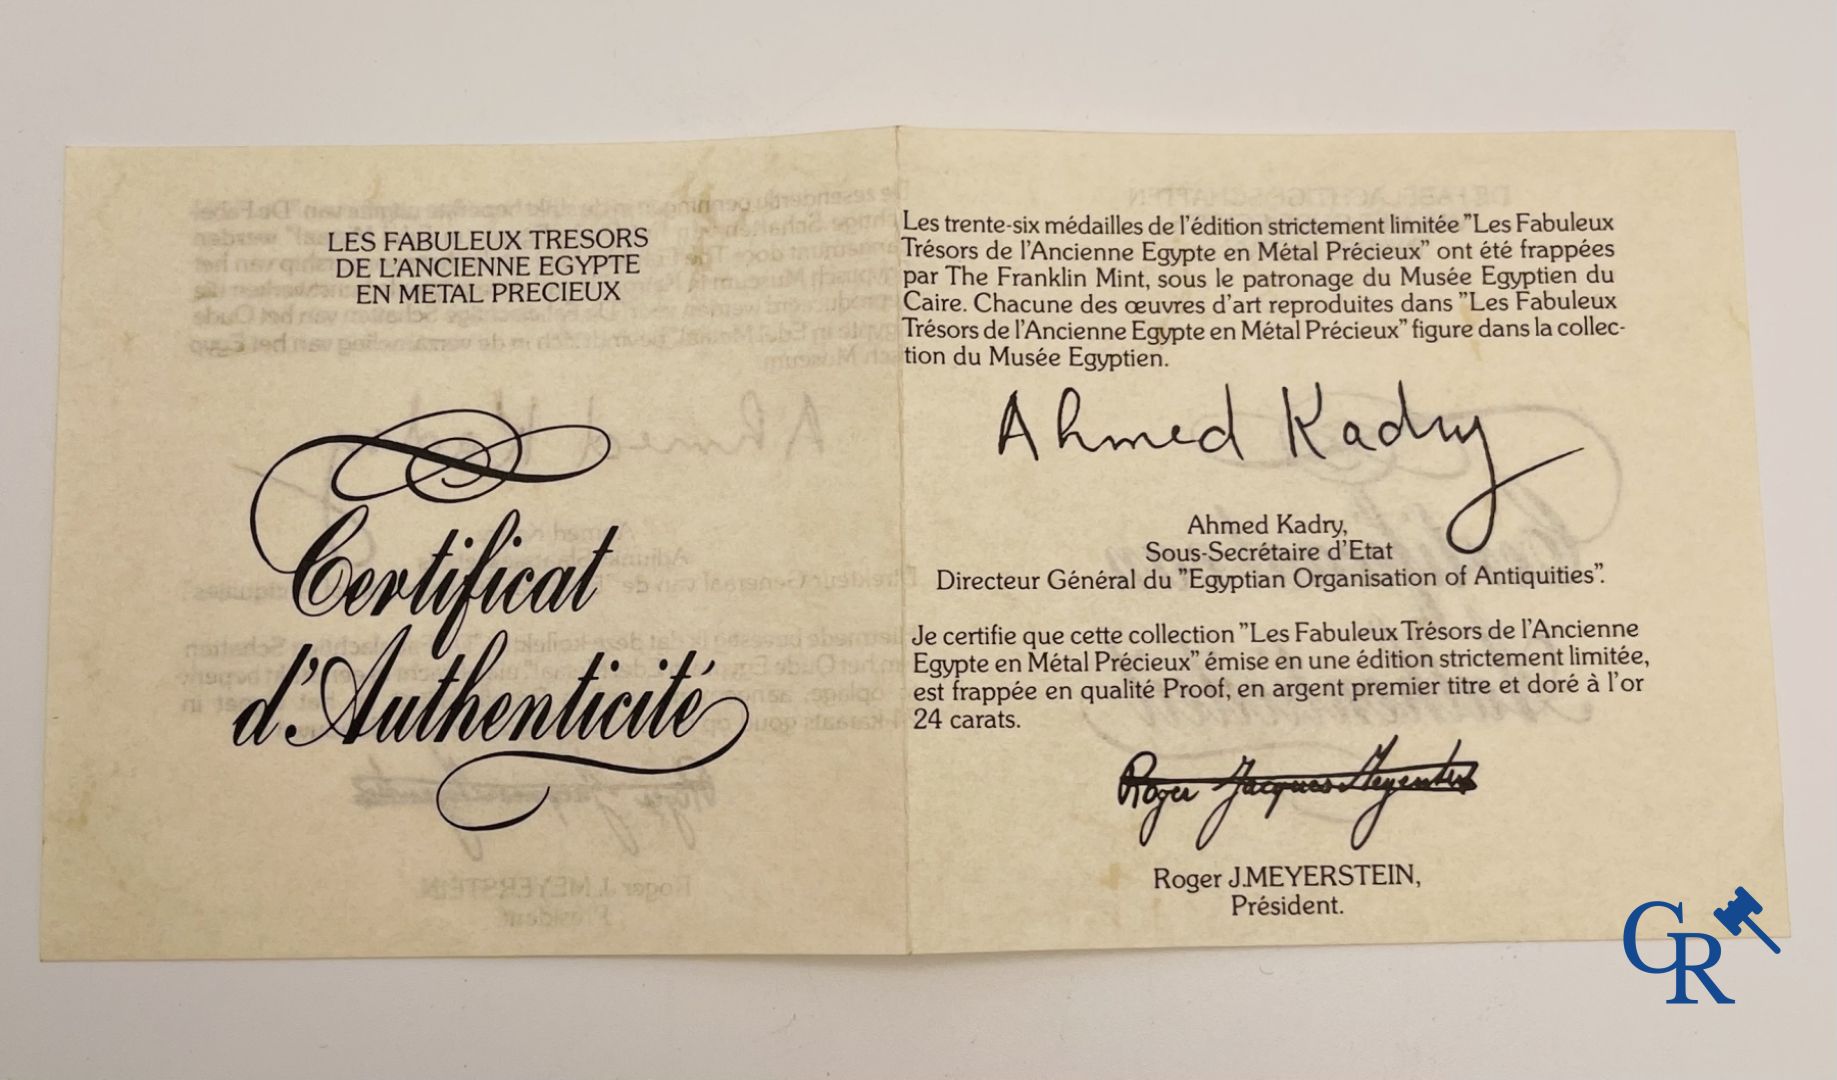 LES FABULEUX TRESORS
DE L'ANCIENNE EGYPTE
EN METAL PRECIEUX
Certificat
d'Authenticité
Les trente-six médailles de l'édition strictement limitée "Les Fabuleux
Trésors de l'Ancienne Egypte en Métal Précieux" ont été frappées
par The Franklin Mint, sous le patronage du Musée Egyptien du
Caire. Chacune des œuvres d'art reproduites dans "Les Fabuleux
Trésors de l'Ancienne Egypte en Métal Précieux" figure dans la collec-
tion du Musée Egyptien.
Ahmed Kadry
Ahmed Kadry,
Sous-Secrétaire d'Etat
Directeur Général du "Egyptian Organisation of Antiquities".
Je certifie que cette collection "Les Fabuleux Trésors de l'Ancienne
Egypte en Métal Précieux" émise en une édition strictement limitée,
est frappée en qualité Proof, en argent premier titre et doré à l'or
24 carats.
Roger Jacques Meyerstein
Roger J.MEYERSTEIN,
Président.
CR